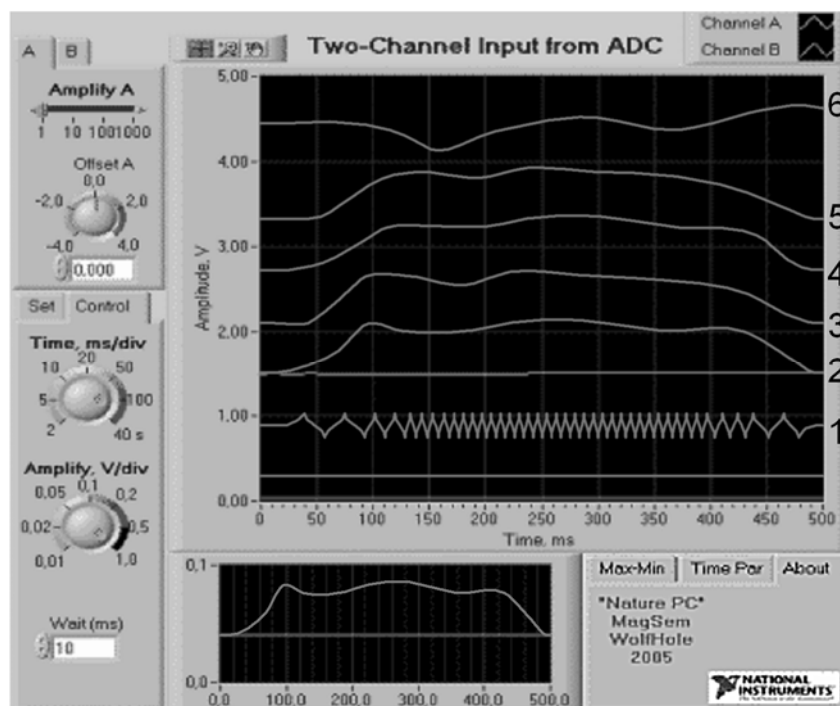 Two-Channel Input from ADC
Channel A
Channel B
A B
Amplify A
1 10 100 1000
Offset A
0,0
-2,0 2,0
-4,0 4,0
0,000
Set Control
Time, ms/div
20
10 50
5 100
2 40 s
Amplify, V/div
0,1
0,05 0,2
0,02 0,5
0,01 1,0
Wait (ms)
10
Amplitude, V
5,00
4,00
3,00
2,00
1,00
0,00
6
5
4
3
2
1
0 50 100 150 200 250 300 350 400 450 500
Time, ms
0,1
0,0
0.0 100.0 200.0 300.0 400.0 500.0
Max-Min Time Par About
"Nature PC"
MagSem
WolfHole
2005
NATIONAL
INSTRUMENTS